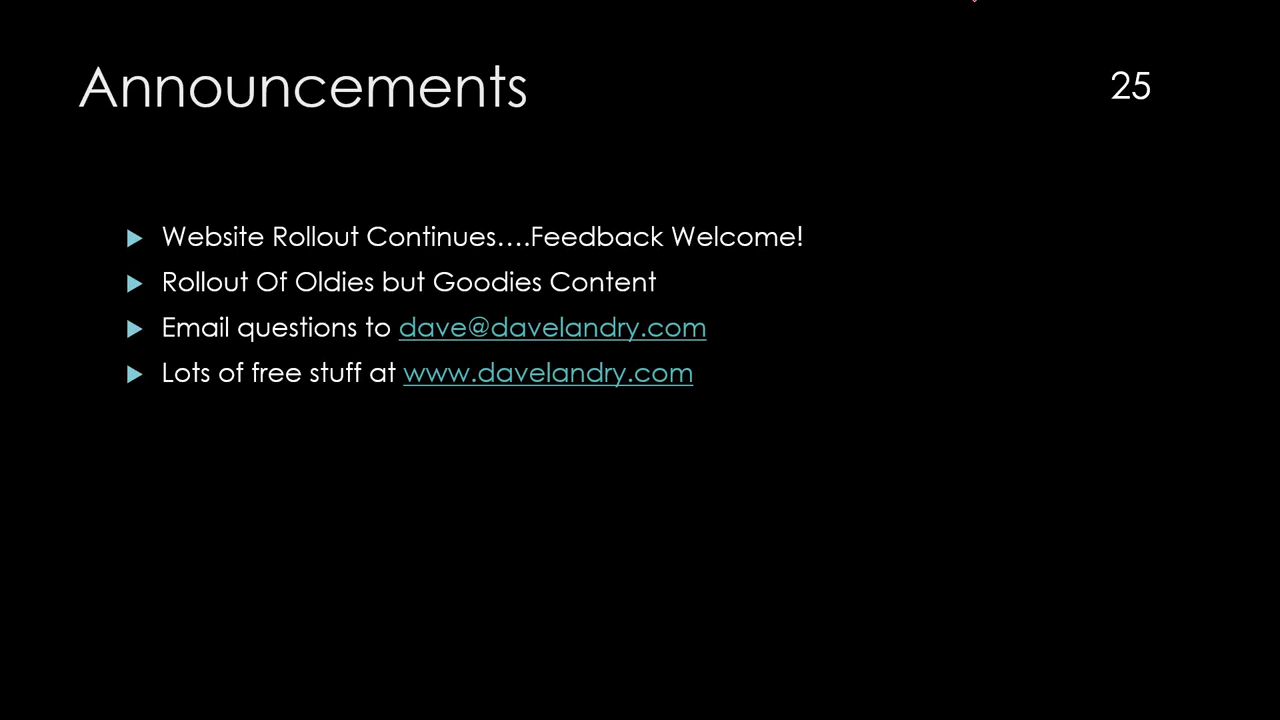 Announcements
25
Website Rollout Continues....Feedback Welcome!
Rollout Of Oldies but Goodies Content
Email questions to dave@davelandry.com
Lots of free stuff at www.davelandry.com